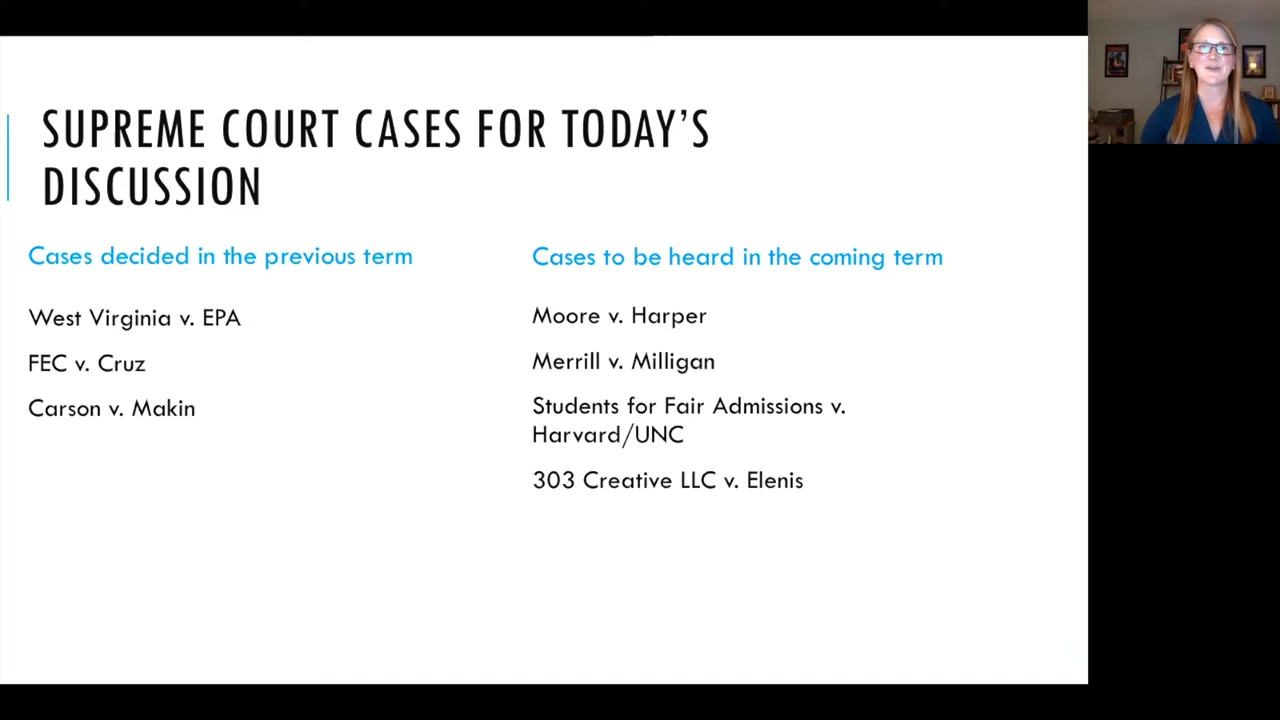 SUPREME COURT CASES FOR TODAY'S
DISCUSSION
Cases decided in the previous term
West Virginia v. EPA
FEC v. Cruz
Carson v. Makin
Cases to be heard in the coming term
Moore v. Harper
Merrill v. Milligan
Students for Fair Admissions v.
Harvard/UNC
303 Creative LLC v. Elenis